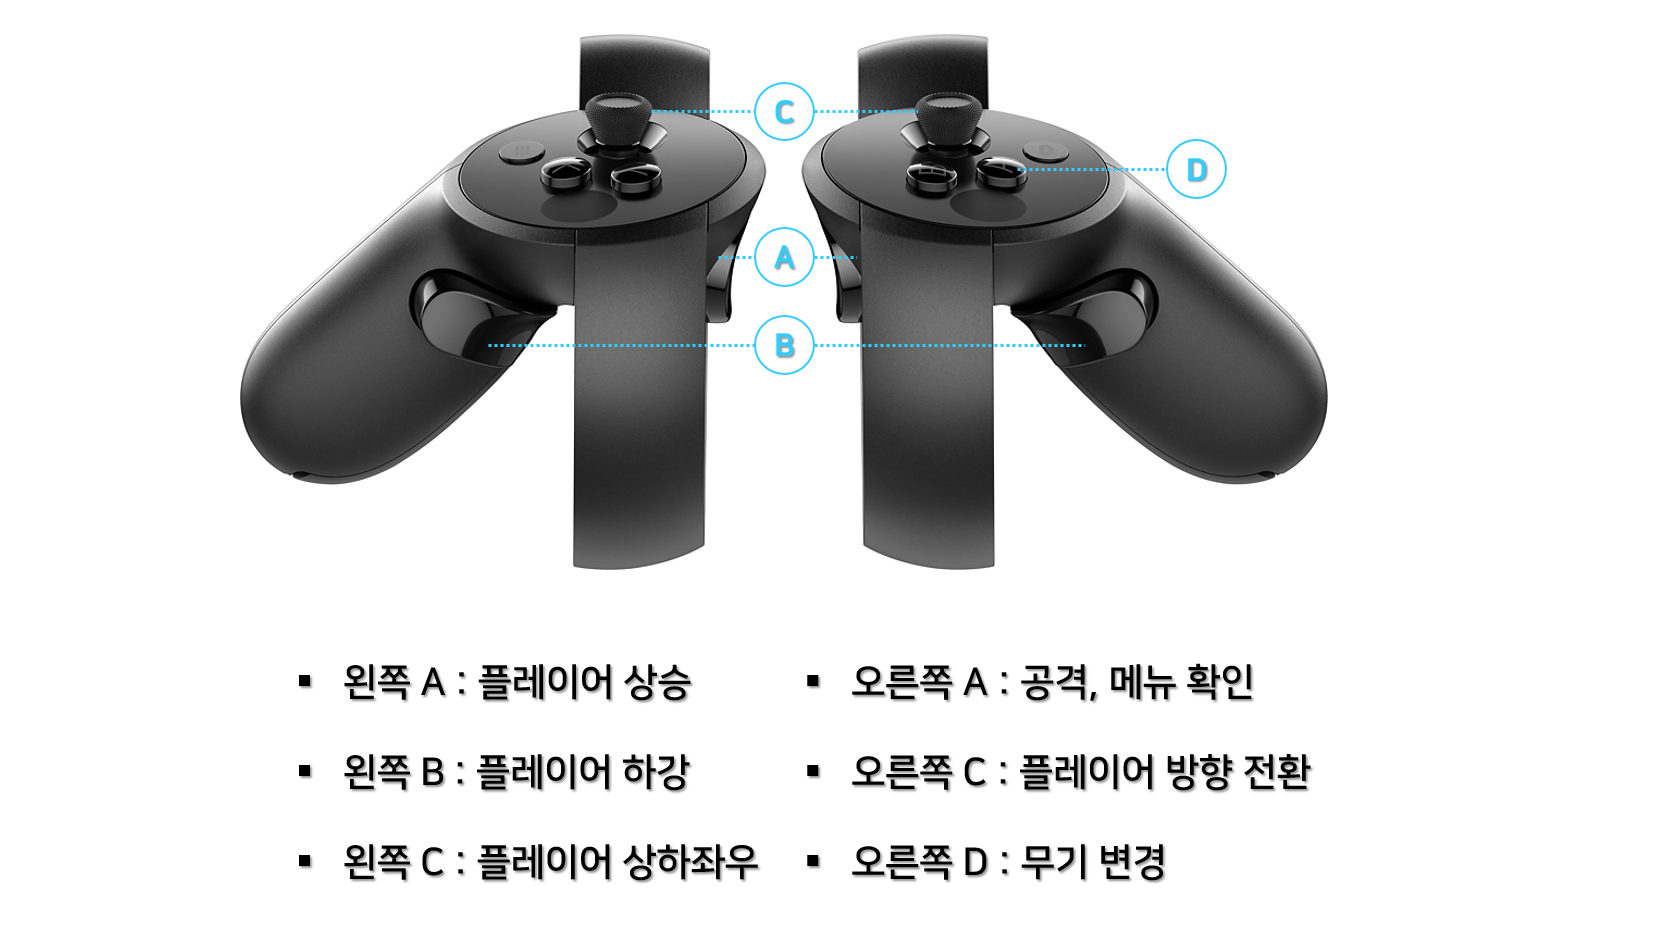 C
D
A
B
▪ 왼쪽 A : 플레이어 상승
▪ 왼쪽 B : 플레이어 하강
▪ 왼쪽 C : 플레이어 상하좌우
▪ 오른쪽 A : 공격, 메뉴 확인
▪ 오른쪽 C : 플레이어 방향 전환
▪ 오른쪽 D : 무기 변경